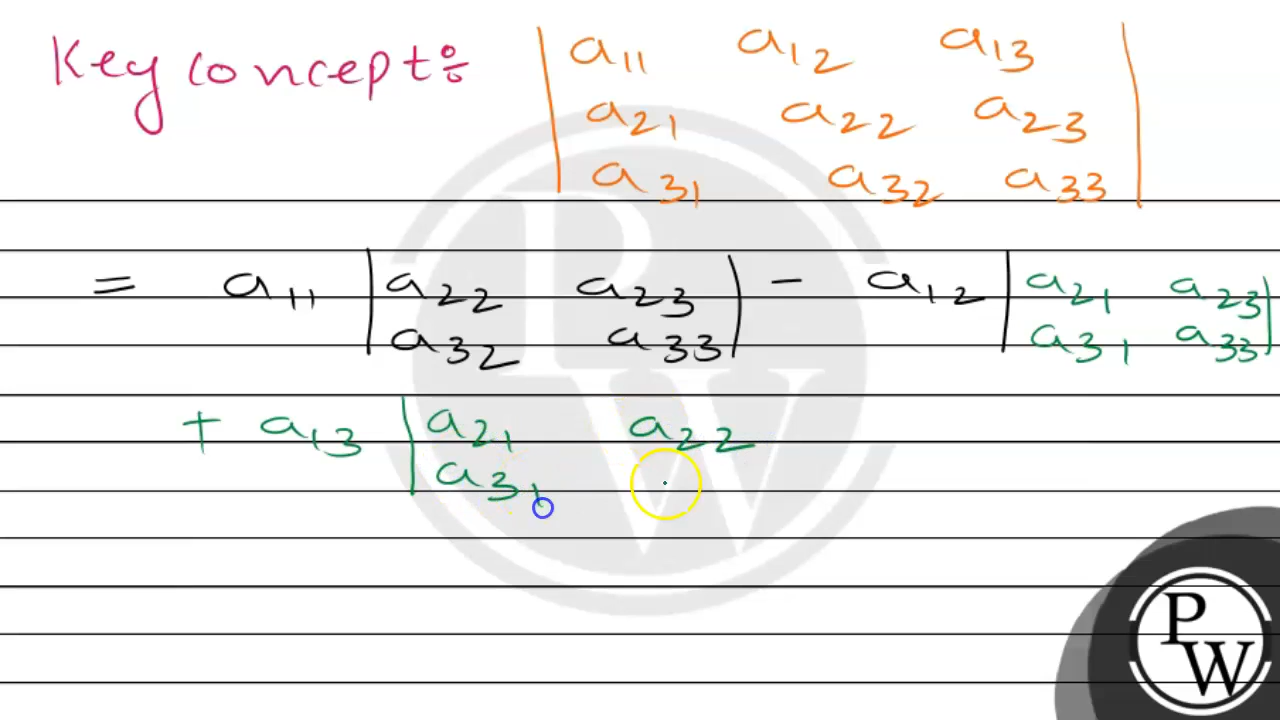 Key concept:
| a11 a12 a13 |
| a21 a22 a23 |
| a31 a32 a33 |
= a11 | a22 a23 | - a12 | a21 a23 |
| a32 a33 | | a31 a33 |
+ a13 | a21 a22
| a31
PW
PW